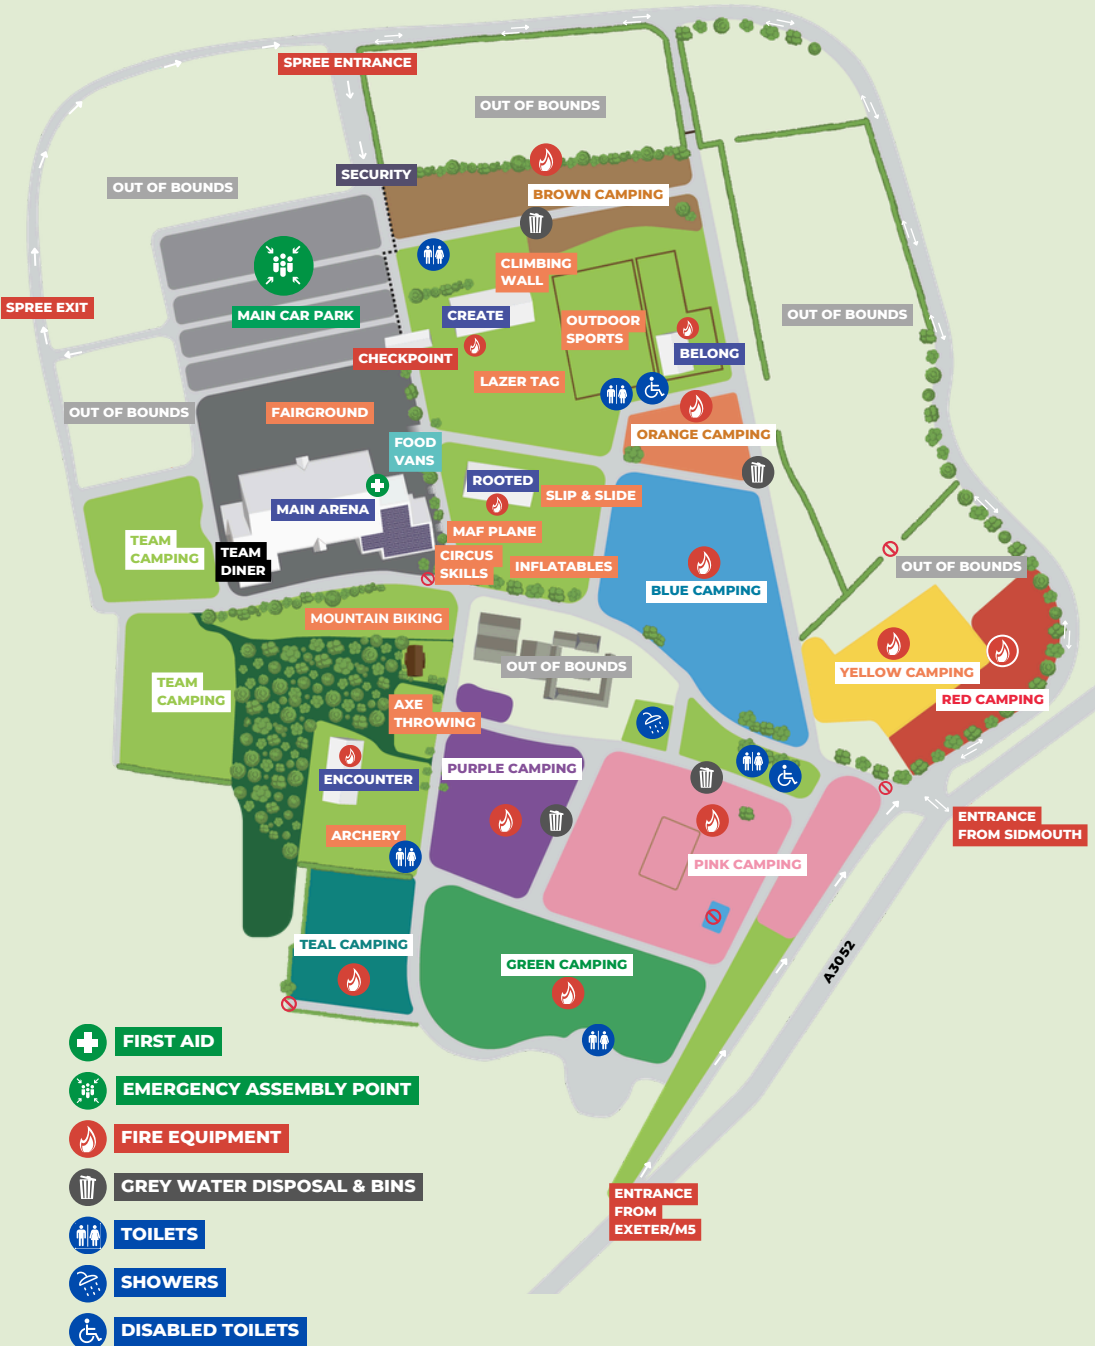 SPREE ENTRANCE
OUT OF BOUNDS
SECURITY
OUT OF BOUNDS
BROWN CAMPING
CLIMBING
WALL
SPREE EXIT
MAIN CAR PARK
CREATE
OUTDOOR
SPORTS
OUT OF BOUNDS
CHECKPOINT
BELONG
LAZER TAG
OUT OF BOUNDS
FAIRGROUND
ORANGE CAMPING
FOOD
VANS
ROOTED
SLIP & SLIDE
MAIN ARENA
MAF PLANE
TEAM
CAMPING
TEAM
DINER
CIRCUS
SKILLS
INFLATABLES
OUT OF BOUNDS
BLUE CAMPING
MOUNTAIN BIKING
OUT OF BOUNDS
YELLOW CAMPING
TEAM
CAMPING
RED CAMPING
AXE
THROWING
PURPLE CAMPING
ENCOUNTER
ENTRANCE
FROM SIDMOUTH
ARCHERY
PINK CAMPING
TEAL CAMPING
GREEN CAMPING
A3052
FIRST AID
EMERGENCY ASSEMBLY POINT
FIRE EQUIPMENT
GREY WATER DISPOSAL & BINS
ENTRANCE
FROM
EXETER/M5
TOILETS
SHOWERS
DISABLED TOILETS